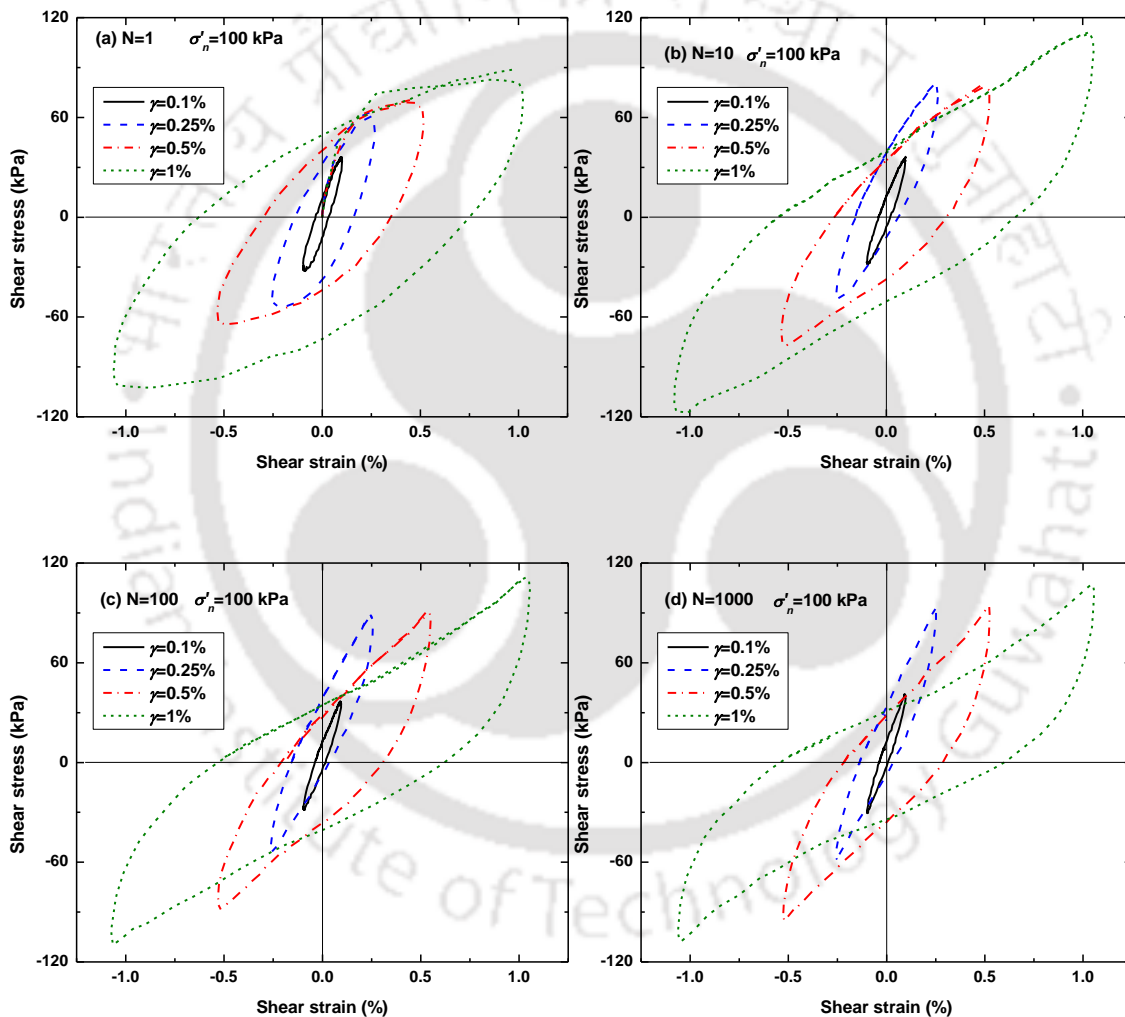 (a) N=1 σ'n=100 kPa
γ=0.1%
γ=0.25%
γ=0.5%
γ=1%
120
60
0
-60
-120
Shear stress (kPa)
-1.0 -0.5 0.0 0.5 1.0
Shear strain (%)
(b) N=10 σ'n=100 kPa
γ=0.1%
γ=0.25%
γ=0.5%
γ=1%
120
60
0
-60
-120
Shear stress (kPa)
-1.0 -0.5 0.0 0.5 1.0
Shear strain (%)
(c) N=100 σ'n=100 kPa
γ=0.1%
γ=0.25%
γ=0.5%
γ=1%
120
60
0
-60
-120
Shear stress (kPa)
-1.0 -0.5 0.0 0.5 1.0
Shear strain (%)
(d) N=1000 σ'n=100 kPa
γ=0.1%
γ=0.25%
γ=0.5%
γ=1%
120
60
0
-60
-120
Shear stress (kPa)
-1.0 -0.5 0.0 0.5 1.0
Shear strain (%)
Indian Institute of Technology Guwahati